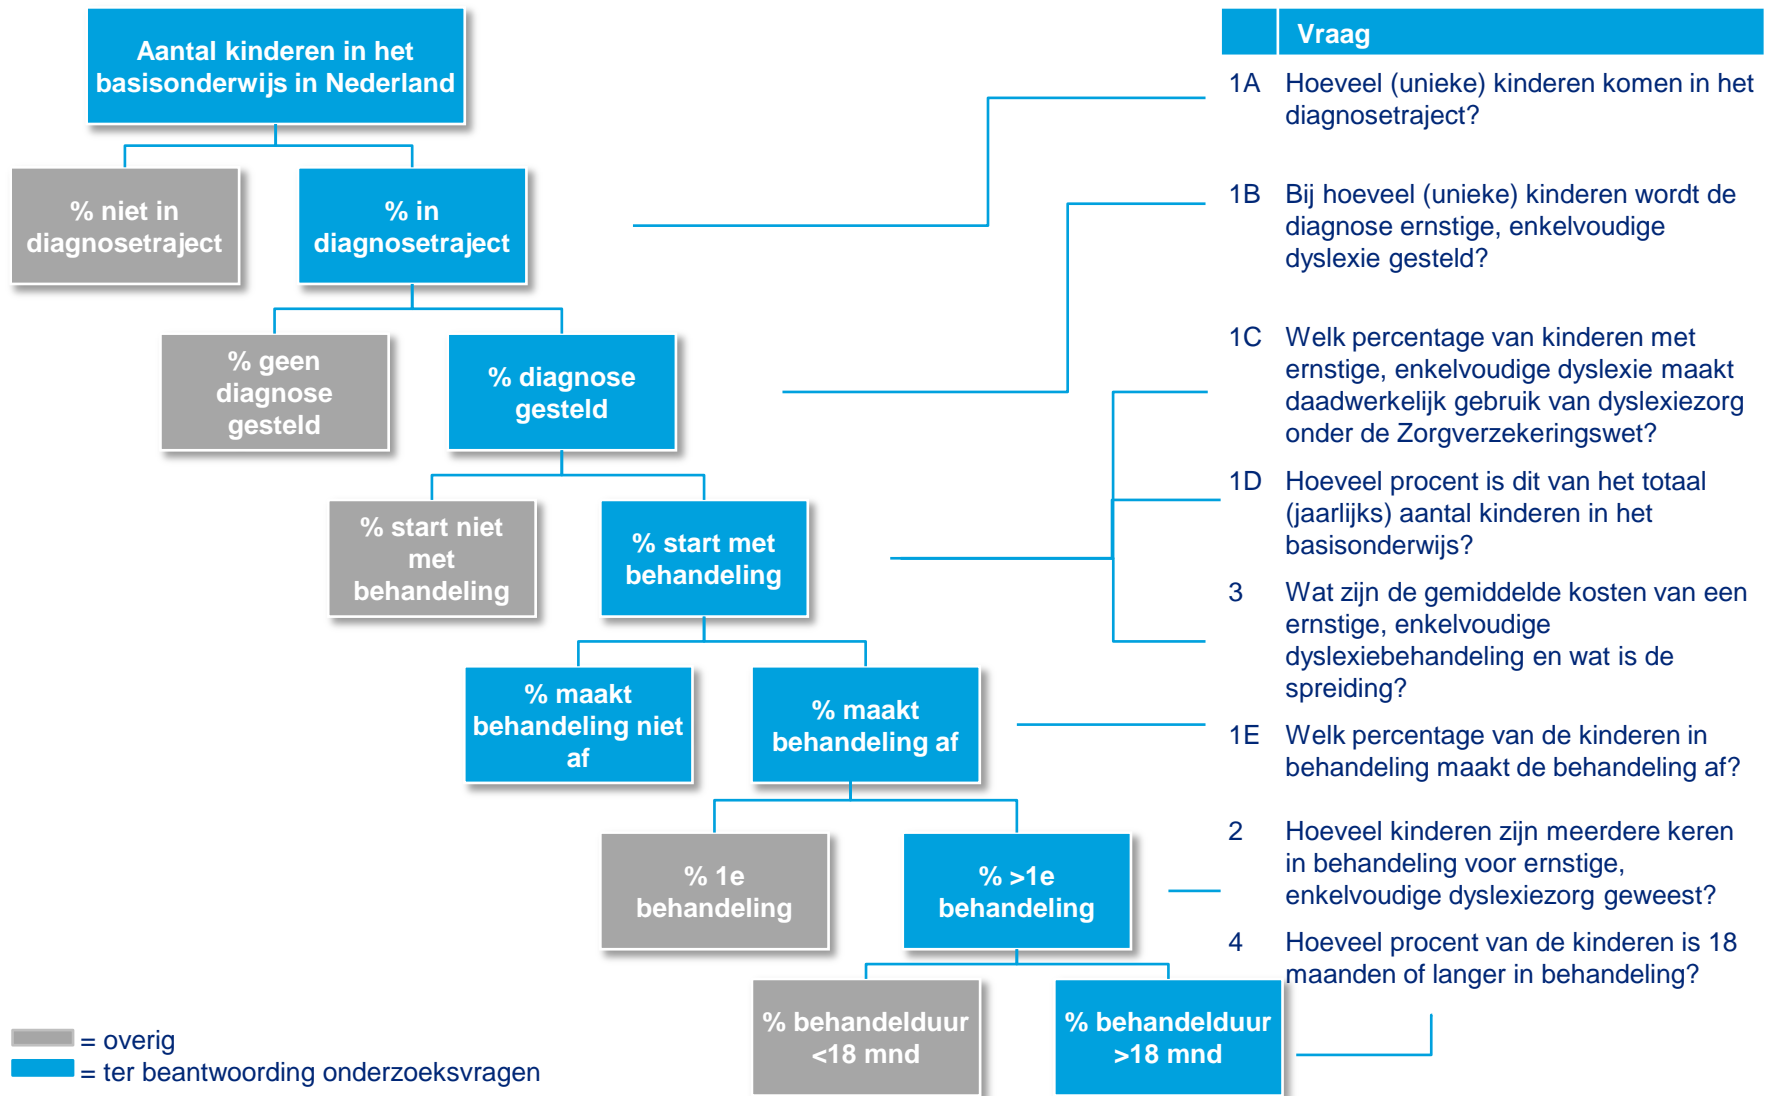 Aantal kinderen in het
basisonderwijs in Nederland
% niet in
diagnosetraject
% in
diagnosetraject
% geen
diagnose
gesteld
% diagnose
gesteld
% start niet
met
behandeling
% start met
behandeling
% maakt
behandeling niet
af
% maakt
behandeling af
% 1e
behandeling
% >1e
behandeling
% behandelduur
<18 mnd
% behandelduur
>18 mnd
= overig
= ter beantwoording onderzoeksvragen
Vraag
1A Hoeveel (unieke) kinderen komen in het
diagnosetraject?
1B Bij hoeveel (unieke) kinderen wordt de
diagnose ernstige, enkelvoudige
dyslexie gesteld?
1C Welk percentage van kinderen met
ernstige, enkelvoudige dyslexie maakt
daadwerkelijk gebruik van dyslexiezorg
onder de Zorgverzekeringswet?
1D Hoeveel procent is dit van het totaal
(jaarlijks) aantal kinderen in het
basisonderwijs?
3 Wat zijn de gemiddelde kosten van een
ernstige, enkelvoudige
dyslexiebehandeling en wat is de
spreiding?
1E Welk percentage van de kinderen in
behandeling maakt de behandeling af?
2 Hoeveel kinderen zijn meerdere keren
in behandeling voor ernstige,
enkelvoudige dyslexiezorg geweest?
4 Hoeveel procent van de kinderen is 18
maanden of langer in behandeling?